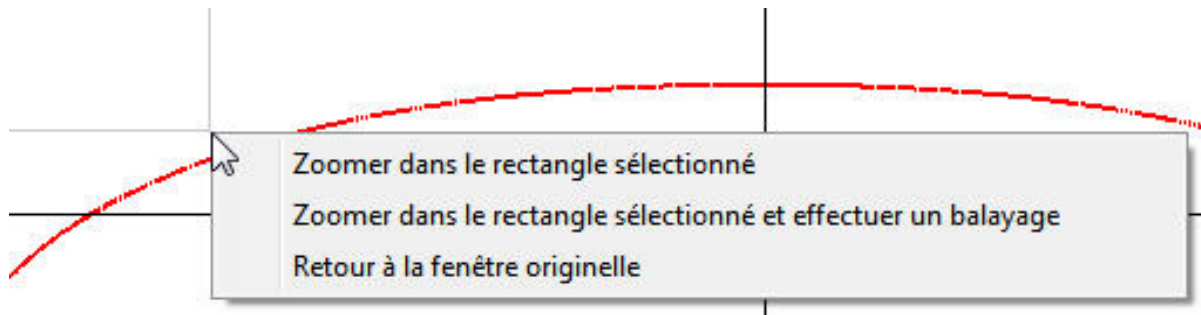 Zoomer dans le rectangle sélectionné
Zoomer dans le rectangle sélectionné et effectuer un balayage
Retour à la fenêtre originelle